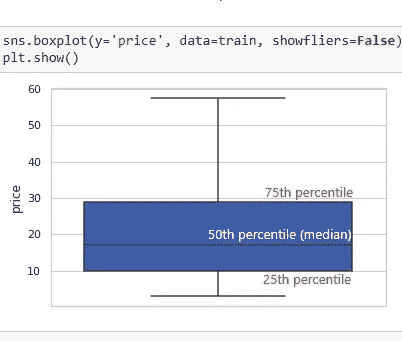 sns.boxplot(y='price', data=train, showfliers=False)
plt.show()
60
50
40
30
20
10
price
75th percentile
50th percentile (median)
25th percentile